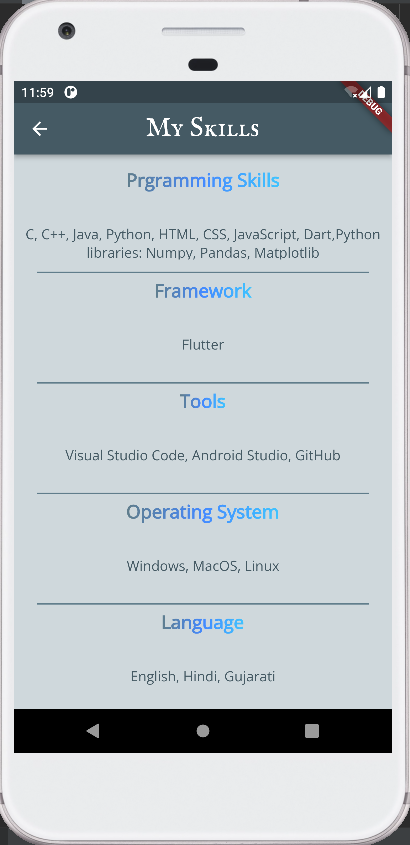 11:59
DEBUG
My Skills
Prgramming Skills
C, C++, Java, Python, HTML, CSS, JavaScript, Dart,Python
libraries: Numpy, Pandas, Matplotlib
Framework
Flutter
Tools
Visual Studio Code, Android Studio, GitHub
Operating System
Windows, MacOS, Linux
Language
English, Hindi, Gujarati